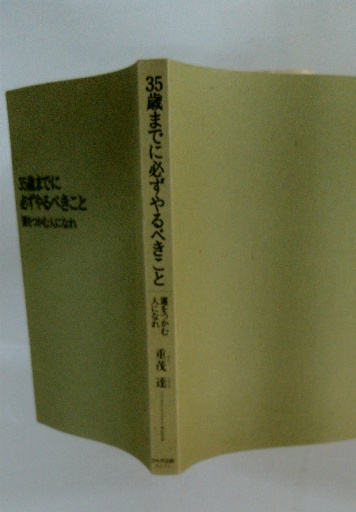 35歳までに
必ずやるべきこと
運をつかむ人になれ
35歳までに必ずやるべきこと
運をつかむ
人になれ
重茂 達